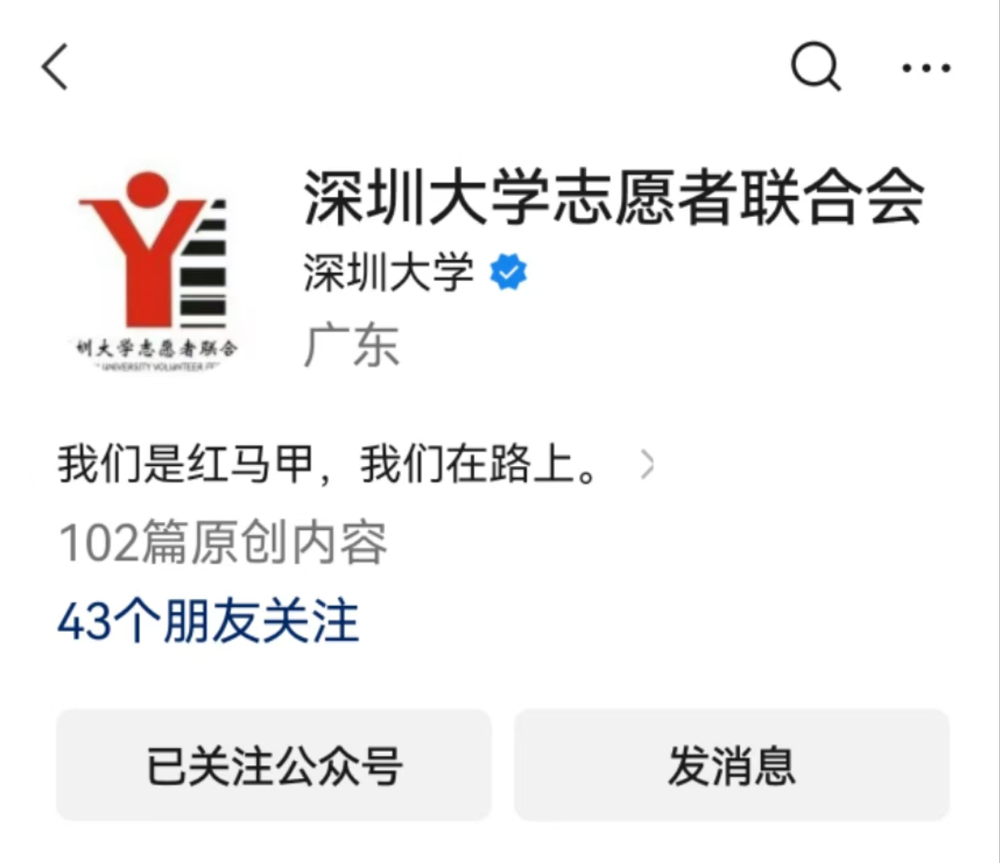 深圳大学志愿者联合会
深圳大学
广东
圳大学志愿者联合
UNIVERSITY VOLUNTEER
我们是红马甲，我们在路上。
102篇原创内容
43个朋友关注
已关注公众号
发消息